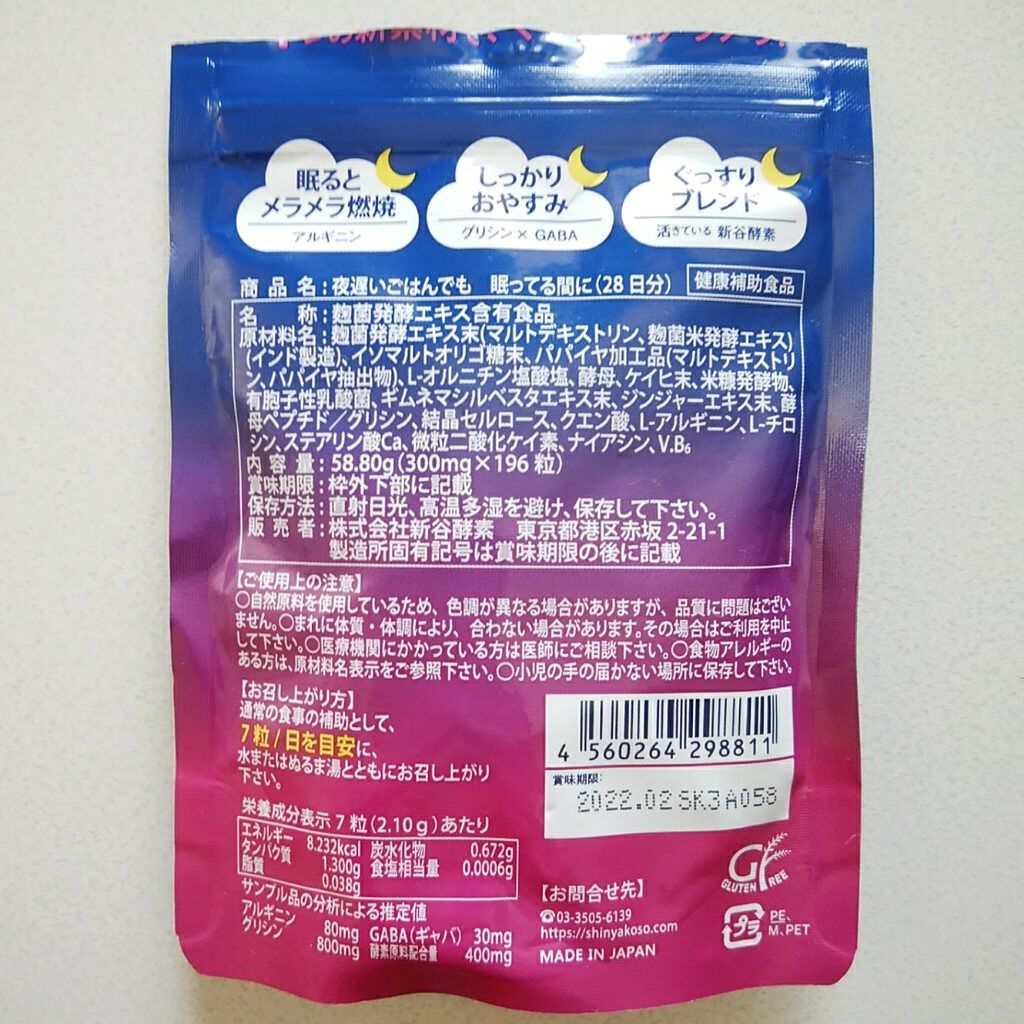 眠ると
メラメラ燃焼
アルギニン
しっかり
おやすみ
グリシン×GABA
ぐっすり
ブレンド
活きている 新谷酵素
商品名:夜遅いごはんでも 眠ってる間に(28日分) 健康補助食品
名 称:麹菌発酵エキス含有食品
原材料名:麹菌発酵エキス末(マルトデキストリン、麹菌米発酵エキス)
(インド製造)、イソマルトオリゴ糖末、パパイヤ加工品(マルトデキストリ
ン、パパイヤ抽出物)、L-オルニチン塩酸塩、酵母、ケイヒ末、米糠発酵物、
有胞子性乳酸菌、ギムネマシルベスタエキス末、ジンジャーエキス末、酵
母ペプチド/グリシン、結晶セルロース、クエン酸、L-アルギニン、L-チロ
シン、ステアリン酸Ca、微粒二酸化ケイ素、ナイアシン、V.B₆
内容量:58.80g(300mg×196粒)
賞味期限:枠外下部に記載
保存方法:直射日光、高温多湿を避け、保存して下さい。
販売者:株式会社新谷酵素 東京都港区赤坂2-21-1
製造所固有記号は賞味期限の後に記載
【ご使用上の注意】
○自然原料を使用しているため、色調が異なる場合がありますが、品質に問題はござい
ません。○まれに体質・体調により、合わない場合があります。その場合はご利用を中止
して下さい。○医療機関にかかっている方は医師にご相談下さい。○食物アレルギーの
ある方は、原材料名表示をご参照下さい。○小児の手の届かない場所に保存して下さい。
【お召し上がり方】
通常の食事の補助として、
7粒/日を目安に、
水またはぬるま湯とともにお召し上がり
下さい。
4 560264 298811
賞味期限:
2022.02 SK3A058
栄養成分表示 7粒(2.10g)あたり
エネルギー 8.232kcal 炭水化物 0.672g
タンパク質 1.300g 食塩相当量 0.0006g
脂質 0.038g
サンプル品の分析による推定値
アルギニン 80mg GABA(ギャバ) 30mg
グリシン 800mg 酵素原料配合量 400mg
GLUTEN FREE
【お問合せ先】
☎03-3505-6139
https://shinyakoso.com
MADE IN JAPAN
プラ
PE、
M、PET